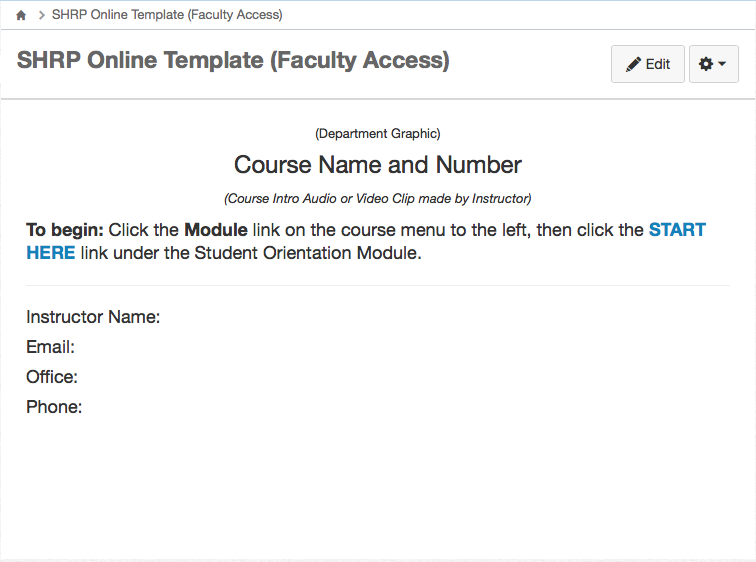 SHRP Online Template (Faculty Access)
SHRP Online Template (Faculty Access)
Edit
(Department Graphic)
Course Name and Number
(Course Intro Audio or Video Clip made by Instructor)
To begin: Click the Module link on the course menu to the left, then click the START
HERE link under the Student Orientation Module.
Instructor Name:
Email:
Office:
Phone: